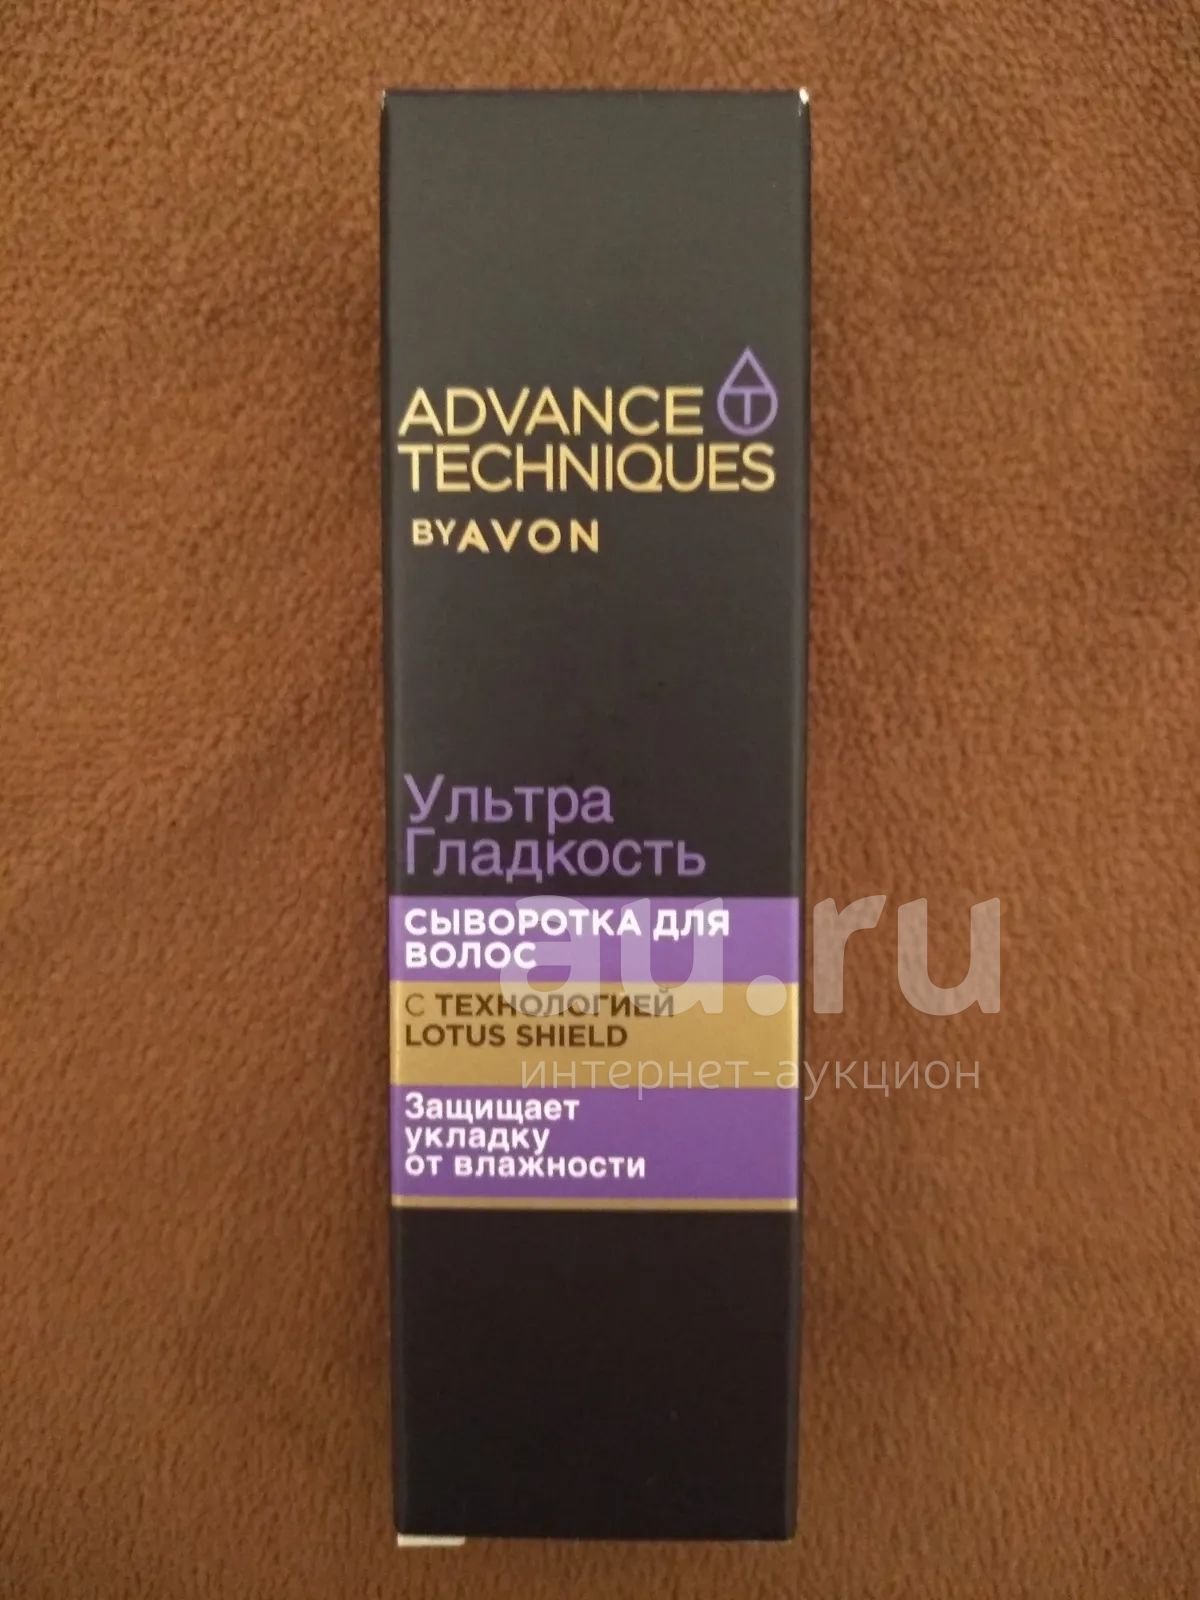 ADVANCE
TECHNIQUES
BY AVON
Ультра
Гладкость
СЫВОРОТКА ДЛЯ
ВОЛОС
С ТЕХНОЛОГИЕЙ
LOTUS SHIELD
Защищает
укладку
от влажности
au.ru
интернет-аукцион